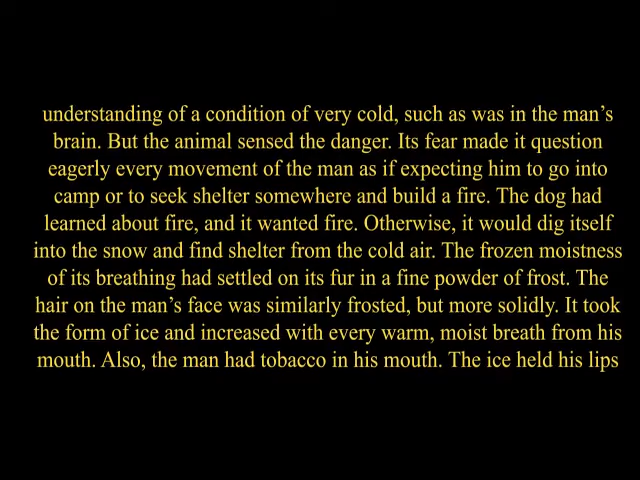 understanding of a condition of very cold, such as was in the man’s
brain. But the animal sensed the danger. Its fear made it question
eagerly every movement of the man as if expecting him to go into
camp or to seek shelter somewhere and build a fire. The dog had
learned about fire, and it wanted fire. Otherwise, it would dig itself
into the snow and find shelter from the cold air. The frozen moistness
of its breathing had settled on its fur in a fine powder of frost. The
hair on the man’s face was similarly frosted, but more solidly. It took
the form of ice and increased with every warm, moist breath from his
mouth. Also, the man had tobacco in his mouth. The ice held his lips